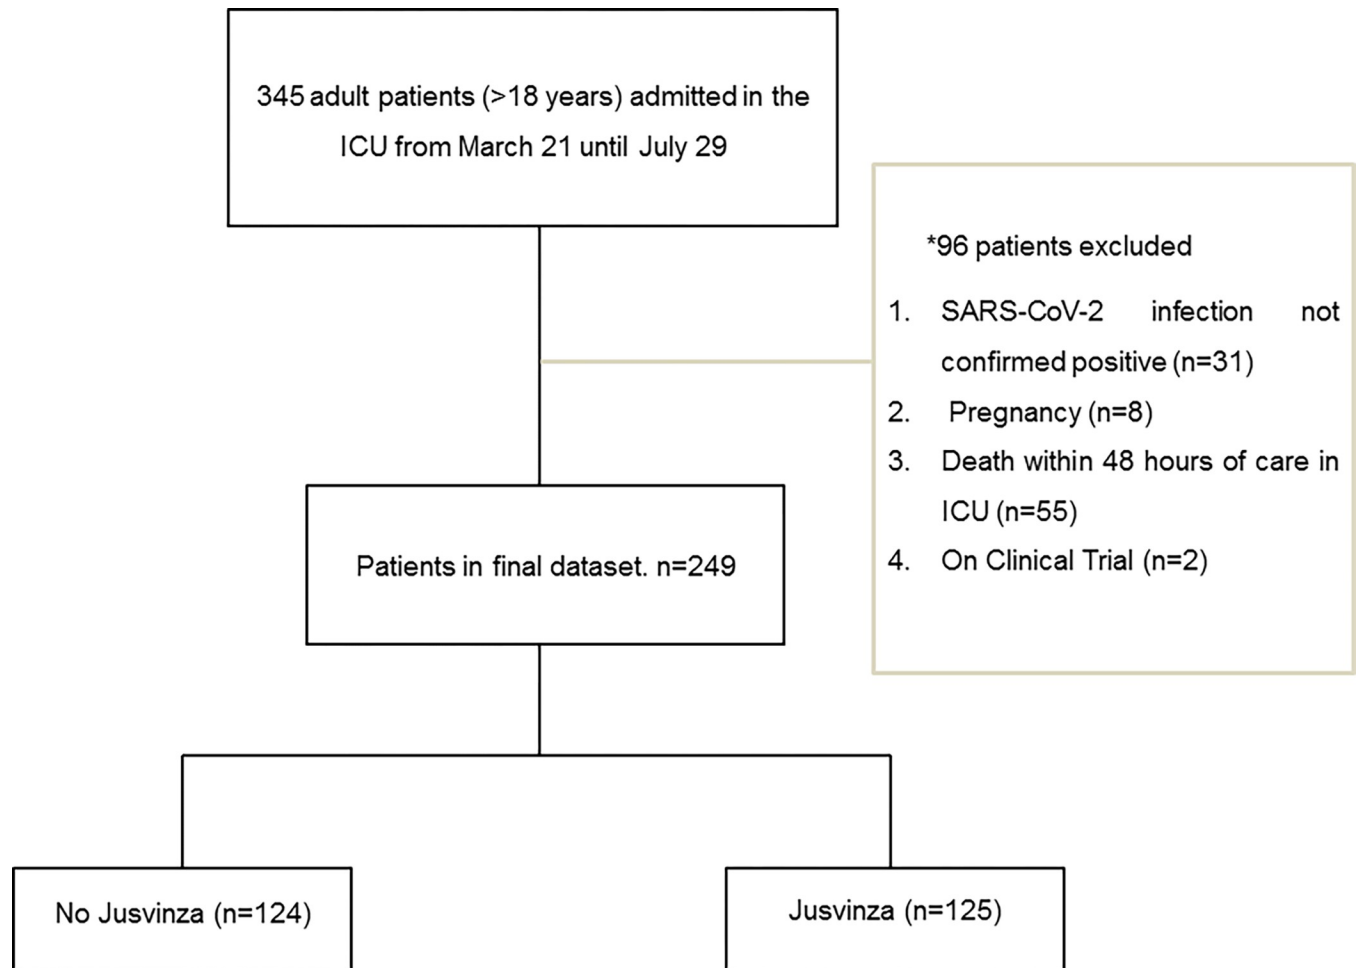 345 adult patients (>18 years) admitted in the
ICU from March 21 until July 29
*96 patients excluded
1. SARS-CoV-2 infection not
confirmed positive (n=31)
2. Pregnancy (n=8)
3. Death within 48 hours of care in
ICU (n=55)
4. On Clinical Trial (n=2)
Patients in final dataset. n=249
No Jusvinza (n=124)
Jusvinza (n=125)